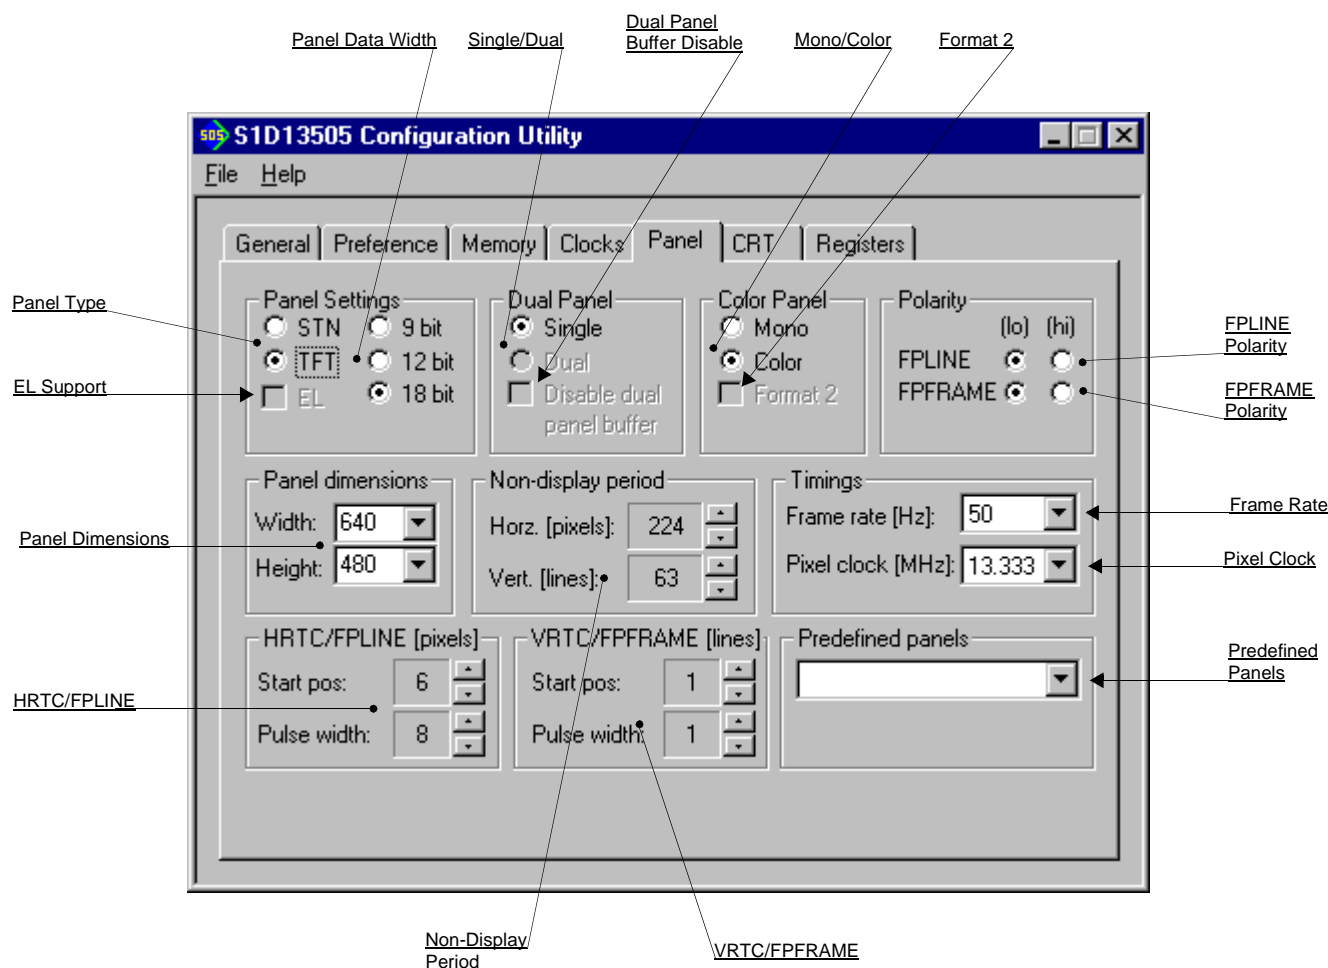 Dual Panel
Buffer Disable
Panel Data Width
Single/Dual
Mono/Color
Format 2
SDS S1D13505 Configuration Utility
File Help
General Preference Memory Clocks Panel CRT Registers
Panel Type
EL Support
Panel Settings
STN 9 bit
TFT 12 bit
EL 18 bit
Dual Panel
Single
Dual
Disable dual
panel buffer
Color Panel
Mono
Color
Format 2
Polarity
(lo) (hi)
FPLINE
FPFRAME
FPLINE
Polarity
FPFRAME
Polarity
Panel Dimensions
Panel dimensions
Width: 640
Height: 480
Non-display period
Horz. [pixels]: 224
Vert. [lines]: 63
Timings
Frame rate [Hz]: 50
Pixel clock [MHz]: 13.333
Frame Rate
Pixel Clock
HRTC/FPLINE
HRTC/FPLINE [pixels]
Start pos: 6
Pulse width: 8
VRTC/FPFRAME [lines]
Start pos: 1
Pulse width: 1
Predefined panels
Predefined
Panels
Non-Display
Period
VRTC/FPFRAME